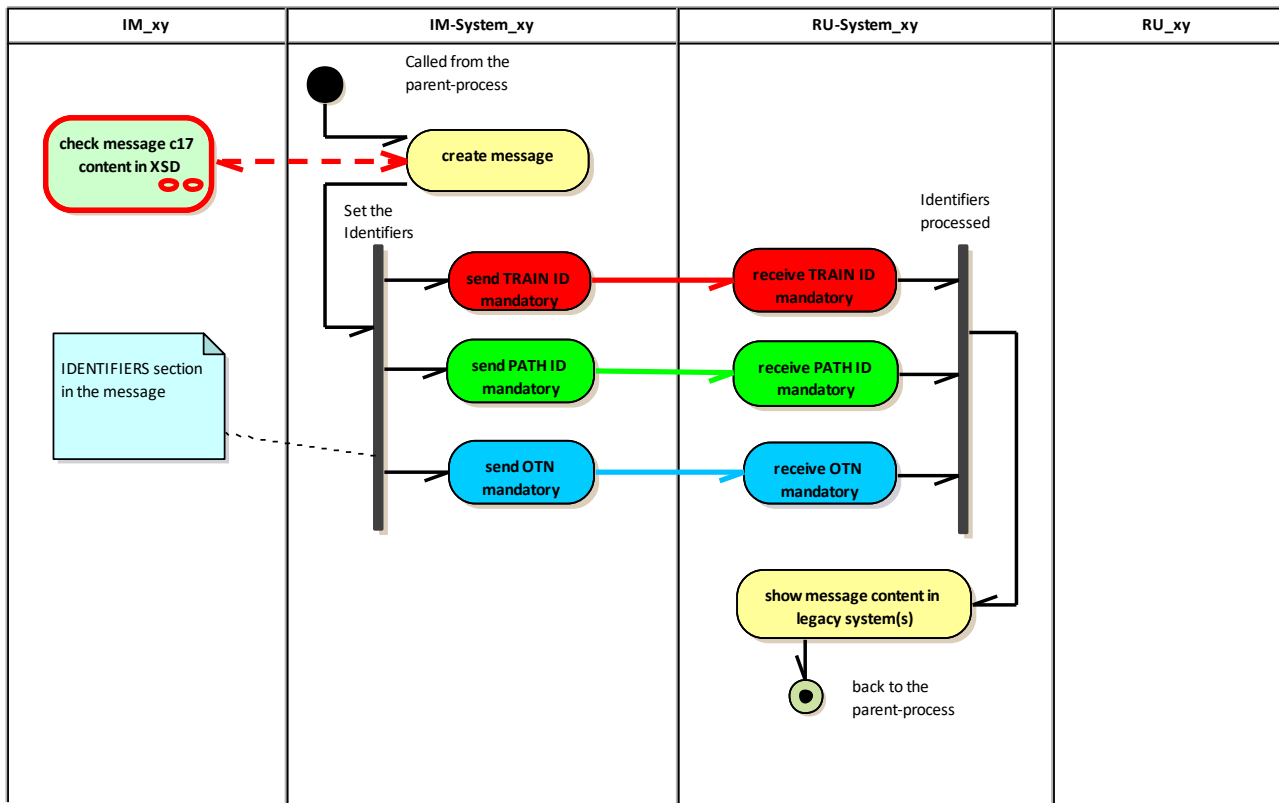 IM_xy
IM-System_xy
RU-System_xy
RU_xy
Called from the
parent-process
check message c17
content in XSD
create message
Set the
Identifiers
Identifiers
processed
send TRAIN ID
mandatory
receive TRAIN ID
mandatory
IDENTIFIERS section
in the message
send PATH ID
mandatory
receive PATH ID
mandatory
send OTN
mandatory
receive OTN
mandatory
show message content in
legacy system(s)
back to the
parent-process